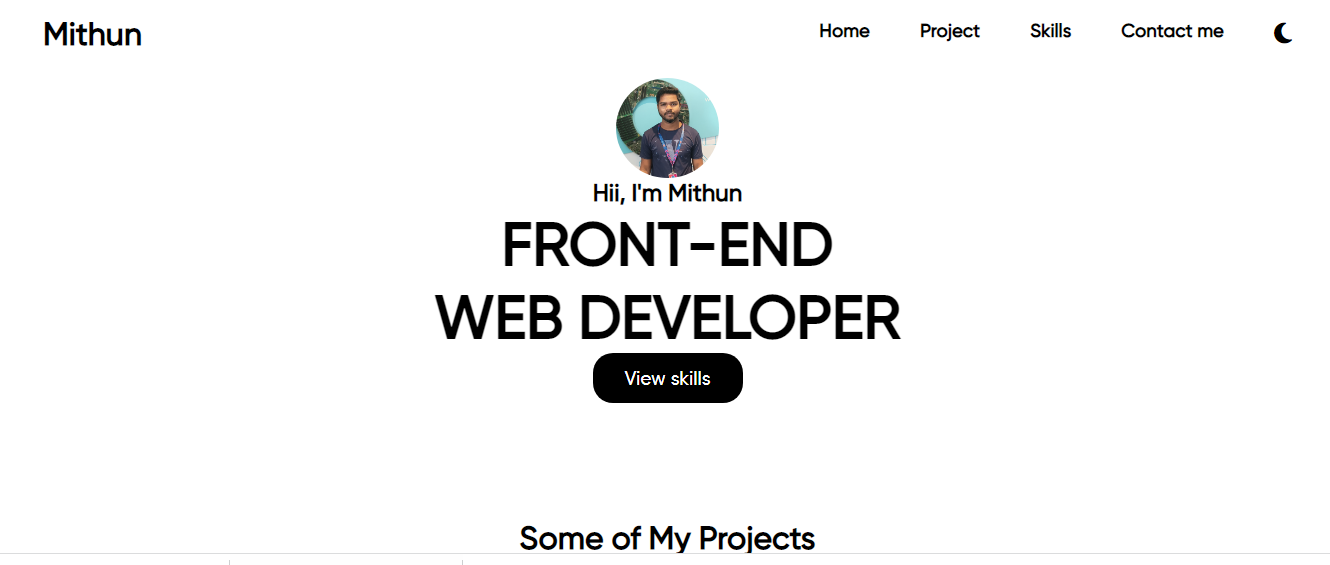 Mithun
Home Project Skills Contact me
Hii, I'm Mithun
FRONT-END
WEB DEVELOPER
View skills
Some of My Projects